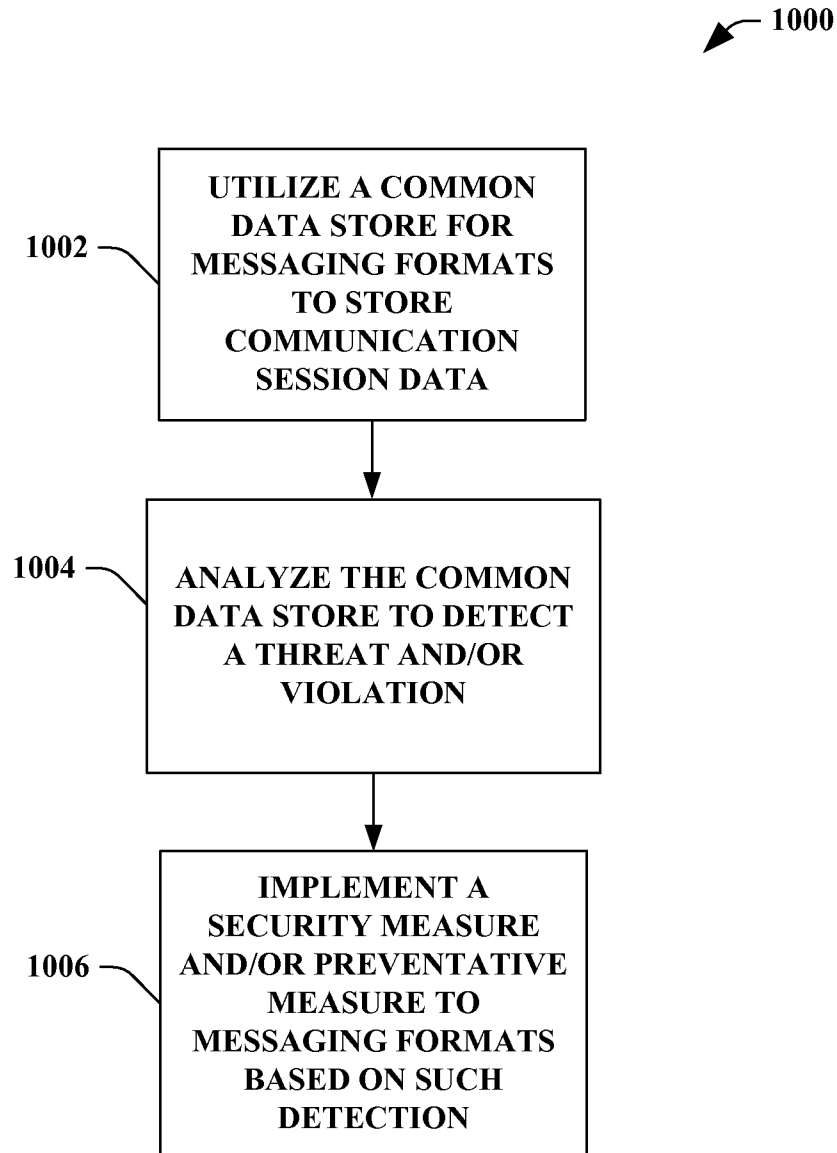 1000
UTILIZE A COMMON
DATA STORE FOR
MESSAGING FORMATS
TO STORE
COMMUNICATION
SESSION DATA
1002
ANALYZE THE COMMON
DATA STORE TO DETECT
A THREAT AND/OR
VIOLATION
1004
IMPLEMENT A
SECURITY MEASURE
AND/OR PREVENTATIVE
MEASURE TO
MESSAGING FORMATS
BASED ON SUCH
DETECTION
1006